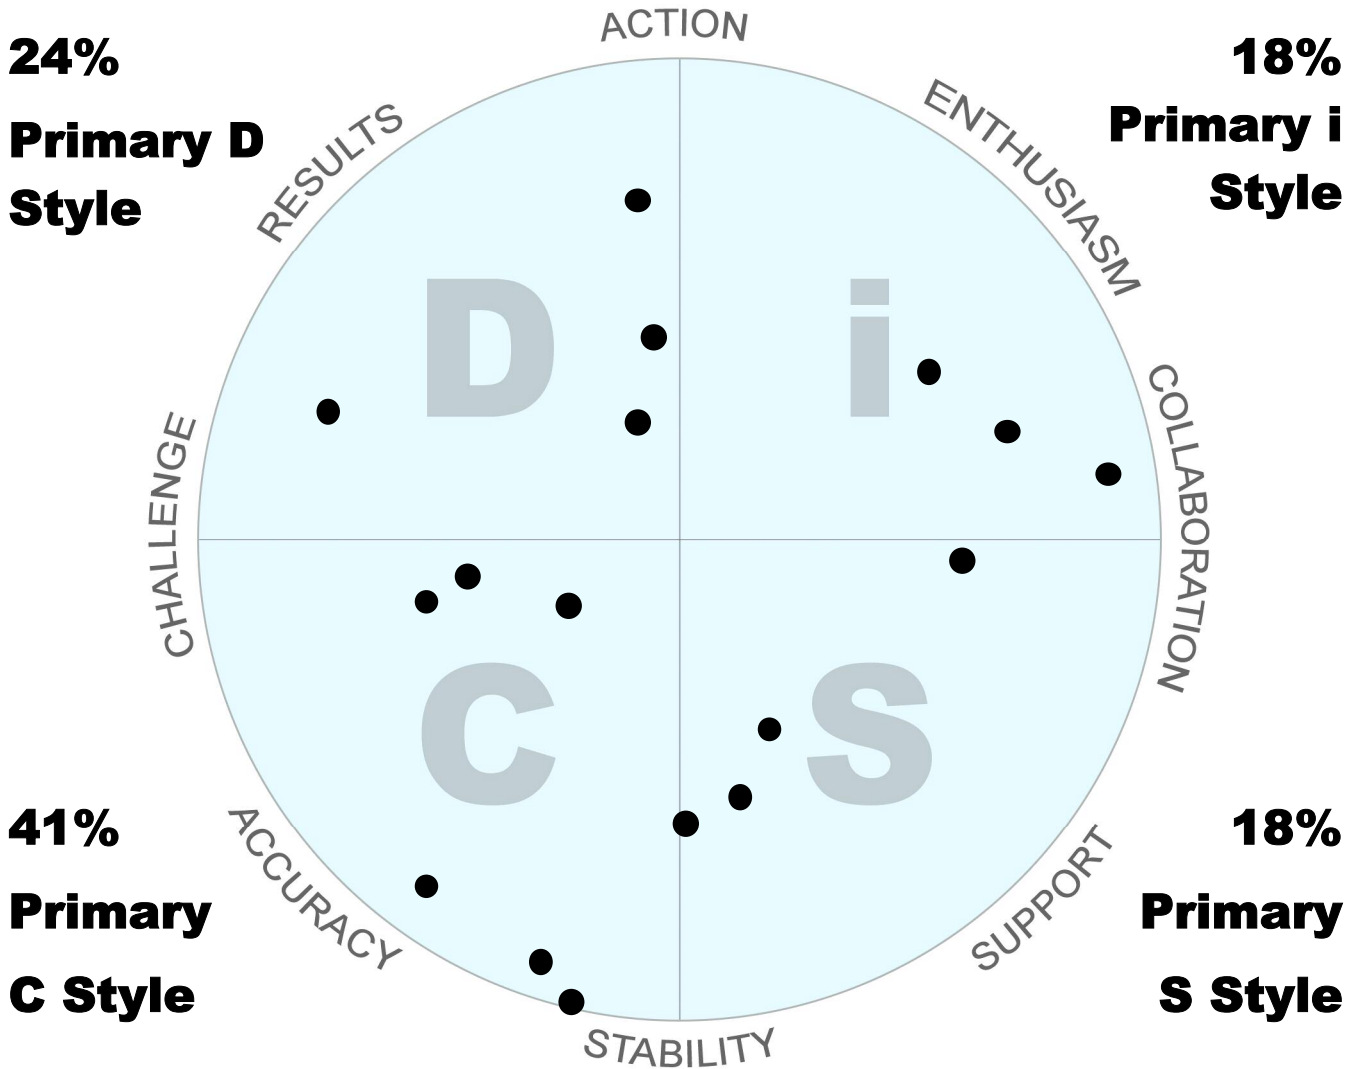 ACTION
24%
Primary D
Style
18%
Primary i
Style
RESULTS
ENTHUSIASM
D
i
CHALLENGE
COLLABORATION
C
S
41%
Primary
C Style
18%
Primary
S Style
ACCURACY
SUPPORT
STABILITY